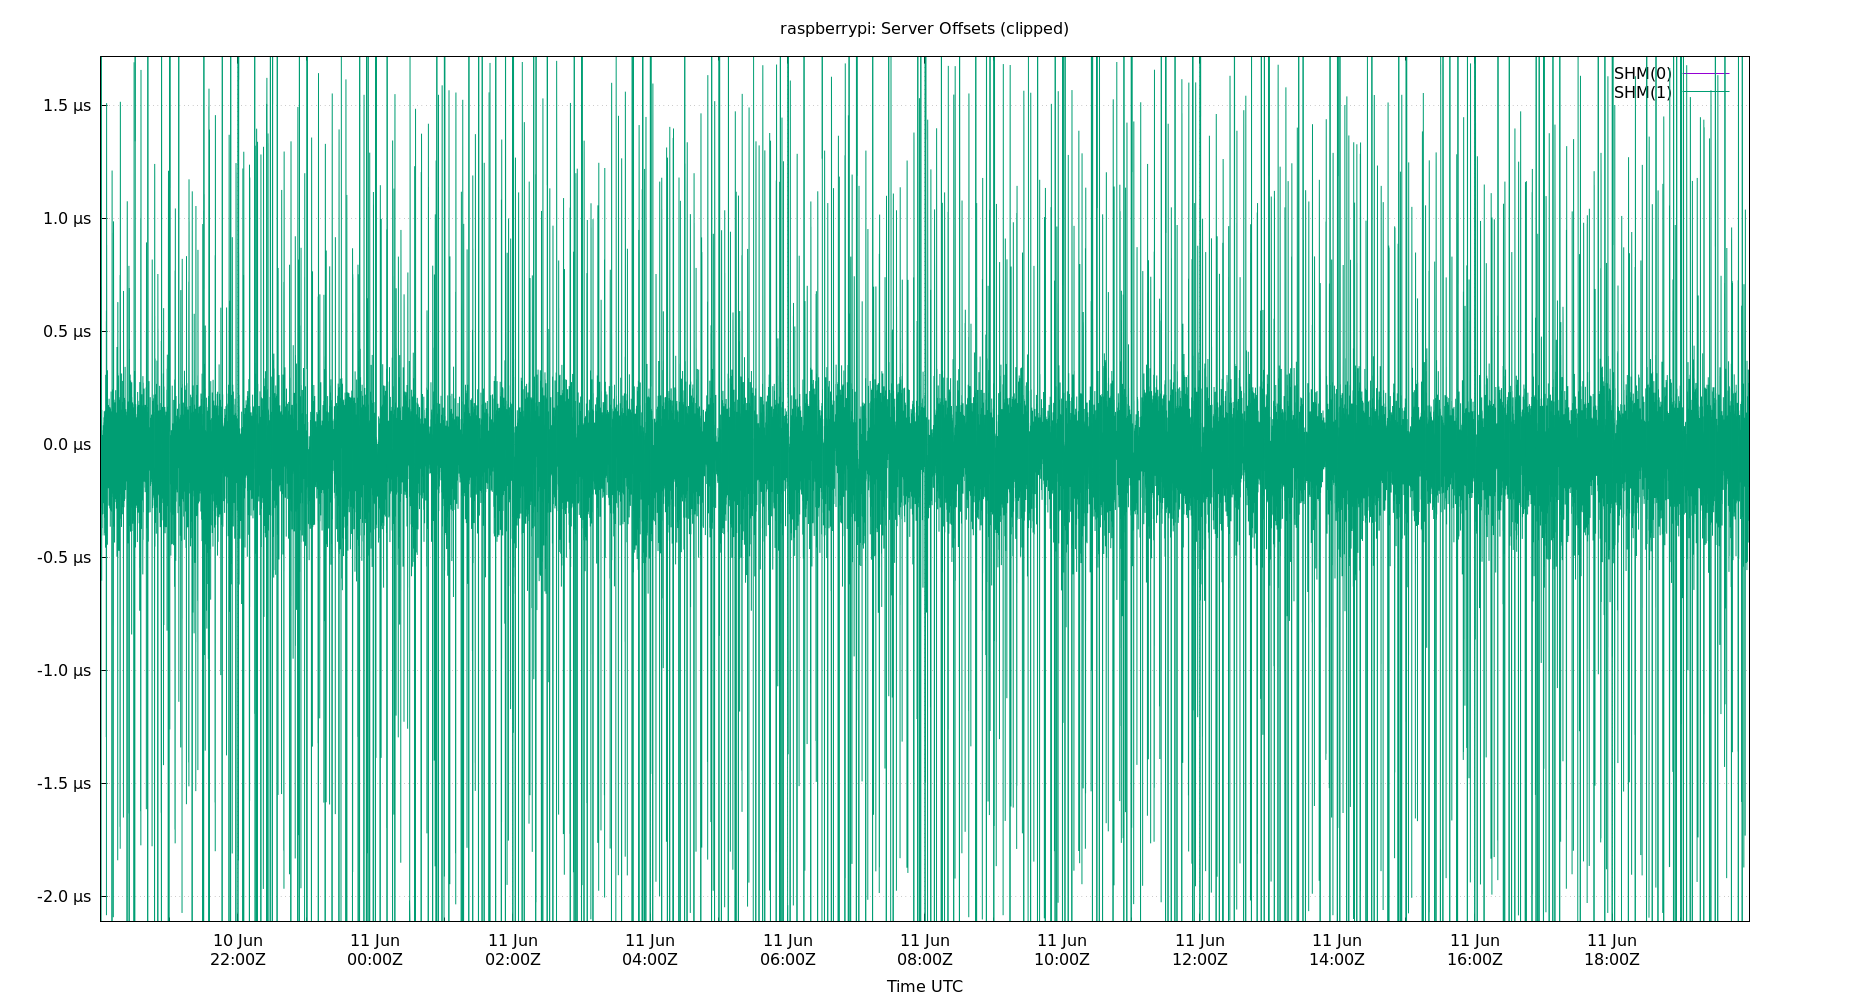 raspberrypi: Server Offsets (clipped)
SHM(0)
SHM(1)
1.5 µs
1.0 µs
0.5 µs
0.0 µs
-0.5 µs
-1.0 µs
-1.5 µs
-2.0 µs
10 Jun 11 Jun 11 Jun 11 Jun 11 Jun 11 Jun 11 Jun 11 Jun 11 Jun 11 Jun 11 Jun
22:00Z 00:00Z 02:00Z 04:00Z 06:00Z 08:00Z 10:00Z 12:00Z 14:00Z 16:00Z 18:00Z
Time UTC